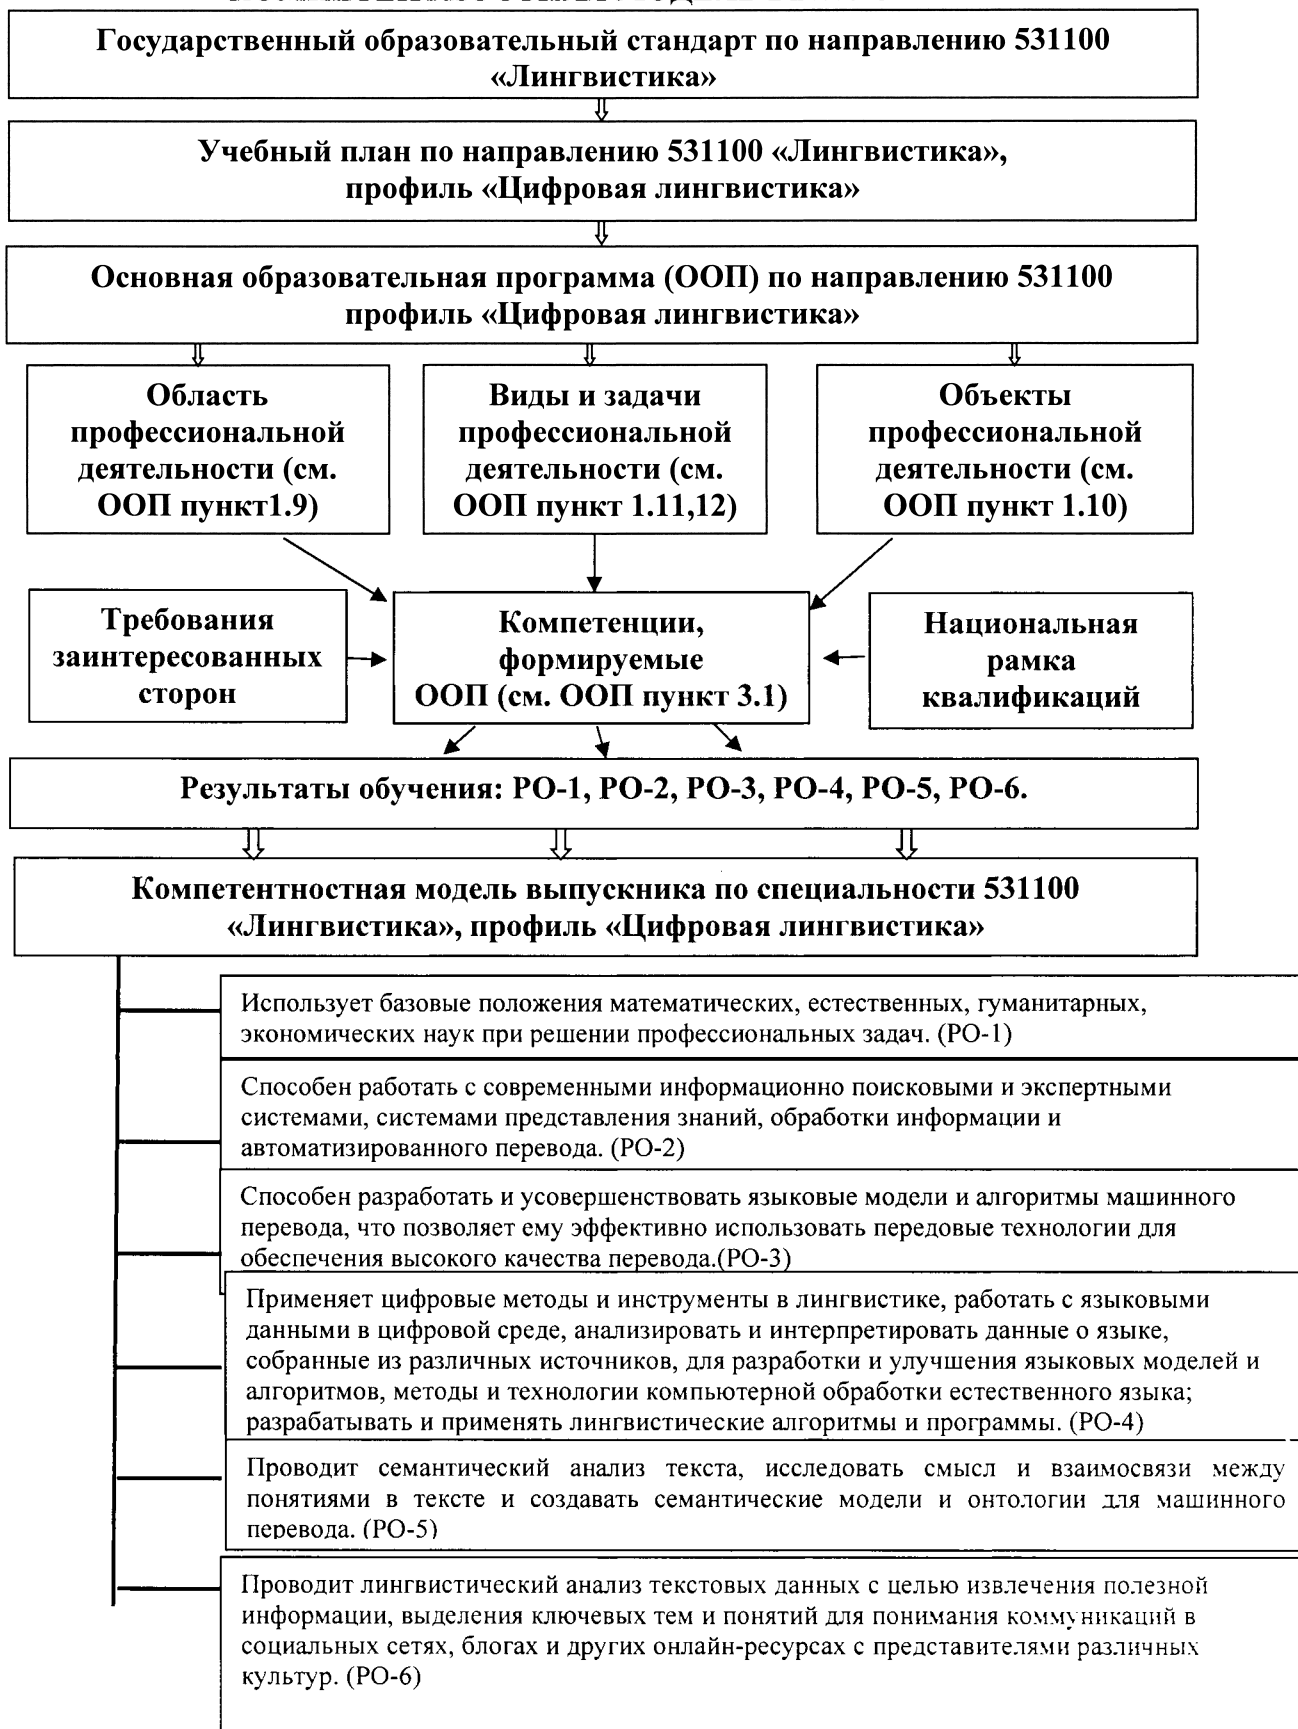 Государственный образовательный стандарт по направлению 531100
«Лингвистика»
Учебный план по направлению 531100 «Лингвистика»,
профиль «Цифровая лингвистика»
Основная образовательная программа (ООП) по направлению 531100
профиль «Цифровая лингвистика»
Область
профессиональной
деятельности (см.
ООП пункт1.9)
Виды и задачи
профессиональной
деятельности (см.
ООП пункт 1.11,12)
Объекты
профессиональной
деятельности (см.
ООП пункт 1.10)
Требования
заинтересованных
сторон
Компетенции,
формируемые
ООП (см. ООП пункт 3.1)
Национальная
рамка
квалификаций
Результаты обучения: РО-1, РО-2, РО-3, РО-4, РО-5, РО-6.
Компетентностная модель выпускника по специальности 531100
«Лингвистика», профиль «Цифровая лингвистика»
Использует базовые положения математических, естественных, гуманитарных,
экономических наук при решении профессиональных задач. (РО-1)
Способен работать с современными информационно поисковыми и экспертными
системами, системами представления знаний, обработки информации и
автоматизированного перевода. (РО-2)
Способен разработать и усовершенствовать языковые модели и алгоритмы машинного
перевода, что позволяет ему эффективно использовать передовые технологии для
обеспечения высокого качества перевода.(РО-3)
Применяет цифровые методы и инструменты в лингвистике, работать с языковыми
данными в цифровой среде, анализировать и интерпретировать данные о языке,
собранные из различных источников, для разработки и улучшения языковых моделей и
алгоритмов, методы и технологии компьютерной обработки естественного языка;
разрабатывать и применять лингвистические алгоритмы и программы. (РО-4)
Проводит семантический анализ текста, исследовать смысл и взаимосвязи между
понятиями в тексте и создавать семантические модели и онтологии для машинного
перевода. (РО-5)
Проводит лингвистический анализ текстовых данных с целью извлечения полезной
информации, выделения ключевых тем и понятий для понимания коммуникаций в
социальных сетях, блогах и других онлайн-ресурсах с представителями различных
культур. (РО-6)